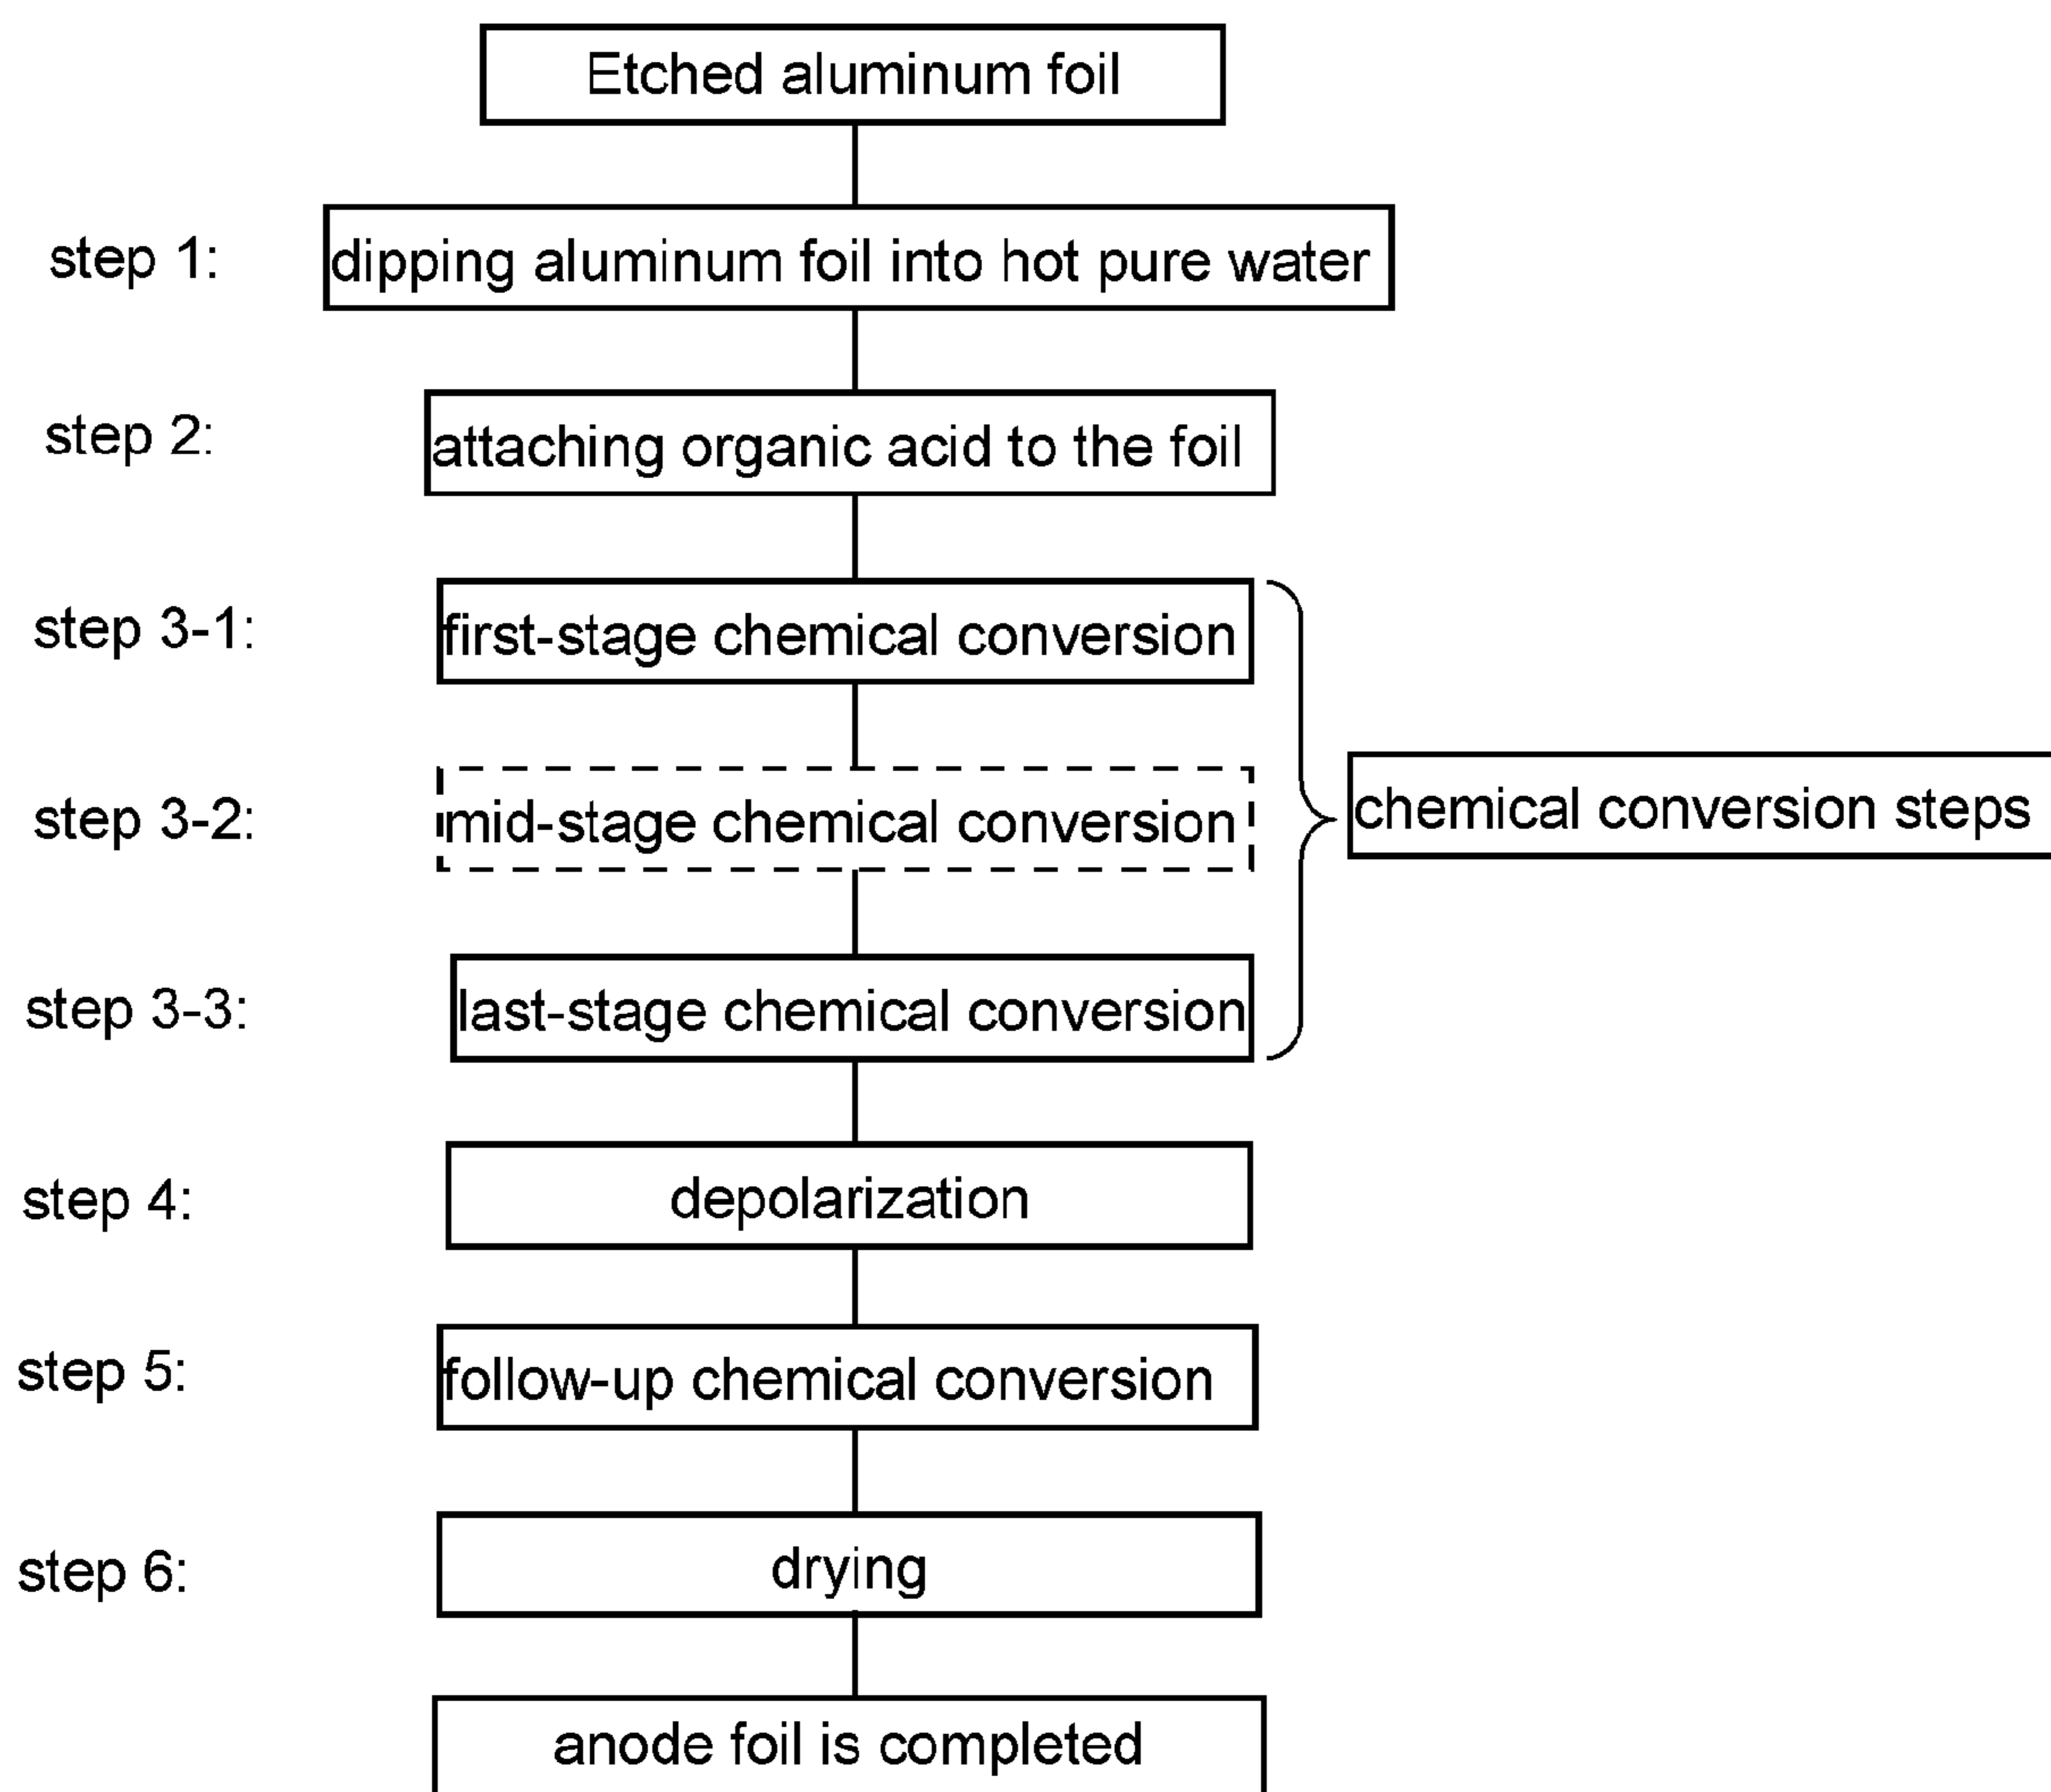 Etched aluminum foil
step 1:
dipping aluminum foil into hot pure water
step 2:
attaching organic acid to the foil
step 3-1:
first-stage chemical conversion
step 3-2:
mid-stage chemical conversion
chemical conversion steps
step 3-3:
last-stage chemical conversion
step 4:
depolarization
step 5:
follow-up chemical conversion
step 6:
drying
anode foil is completed